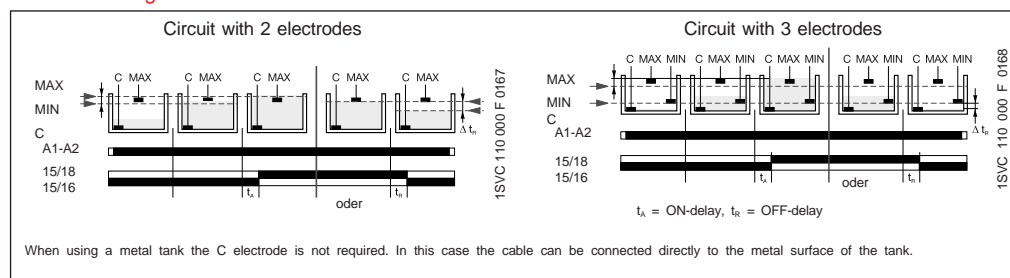 Circuit with 2 electrodes
C MAX C MAX C MAX C MAX C MAX
MAX
MIN
C
A1-A2
15/18
15/16
tA
tR
Δ tR
oder
1SVC 110 000 F 0167
Circuit with 3 electrodes
C MAX MIN C MAX MIN C MAX MIN C MAX MIN C MAX MIN
MAX
MIN
C
A1-A2
15/18
15/16
tA
tR
Δ tR
oder
1SVC 110 000 F 0168
tA = ON-delay, tR = OFF-delay
When using a metal tank the C electrode is not required. In this case the cable can be connected directly to the metal surface of the tank.